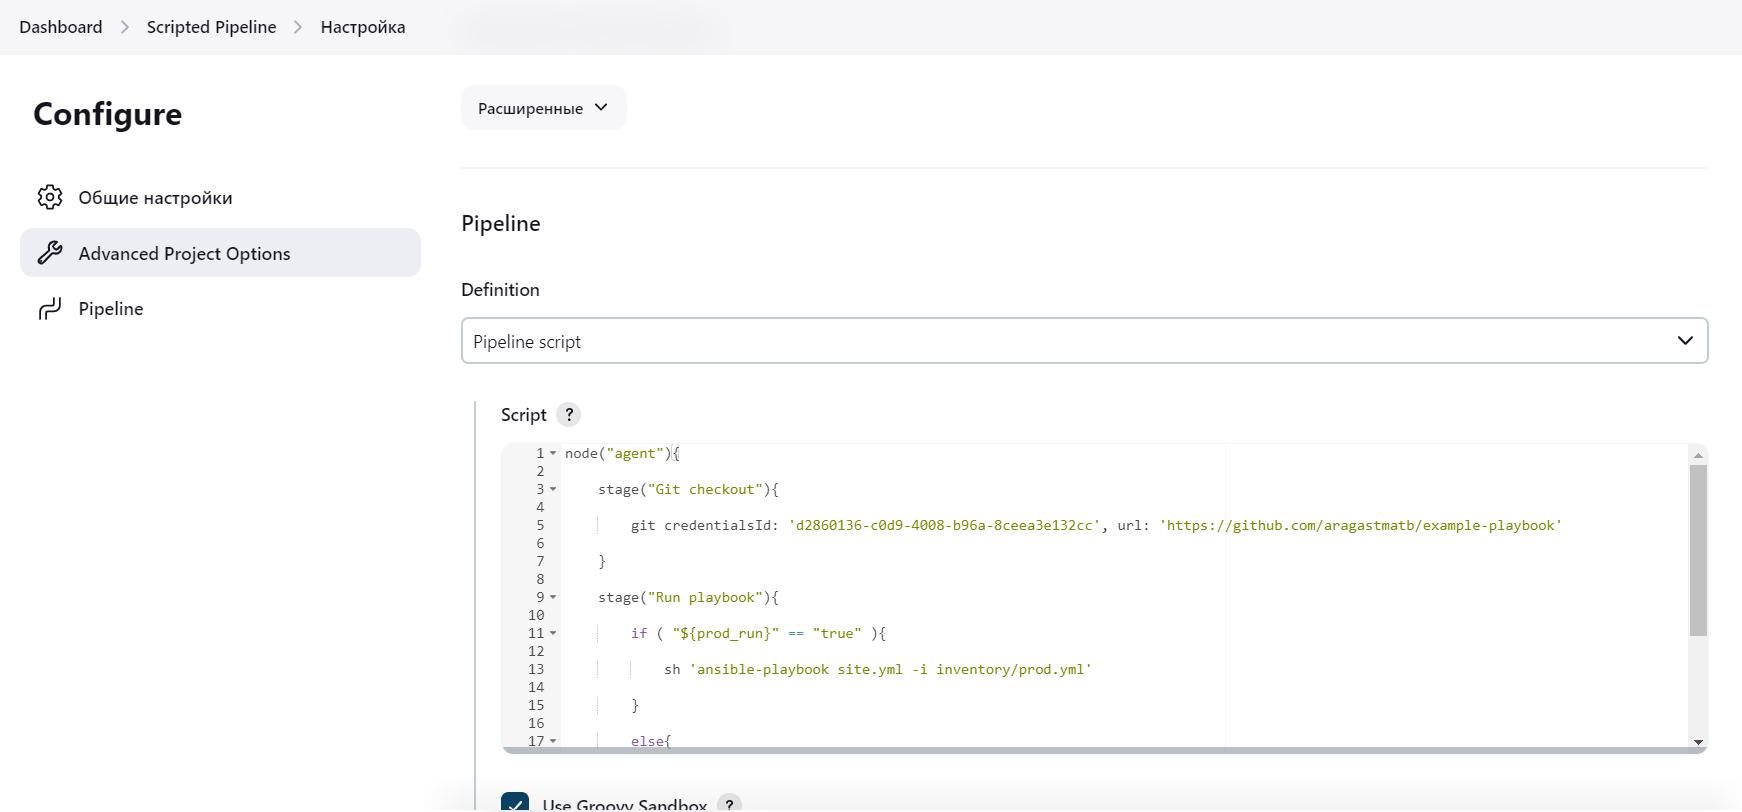 Dashboard > Scripted Pipeline > Настройка
Configure
Общие настройки
Advanced Project Options
Pipeline
Расширенные
Pipeline
Definition
Pipeline script
Script ?
1 node("agent"){
2
3 stage("Git checkout"){
4
5 git credentialsId: 'd2860136-c0d9-4008-b96a-8ceea3e132cc', url: 'https://github.com/aragastmatb/example-playbook'
6
7 }
8
9 stage("Run playbook"){
10
11 if ( "${prod_run}" == "true" ){
12
13 sh 'ansible-playbook site.yml -i inventory/prod.yml'
14
15 }
16
17 else{
Use Groovy Sandbox ?